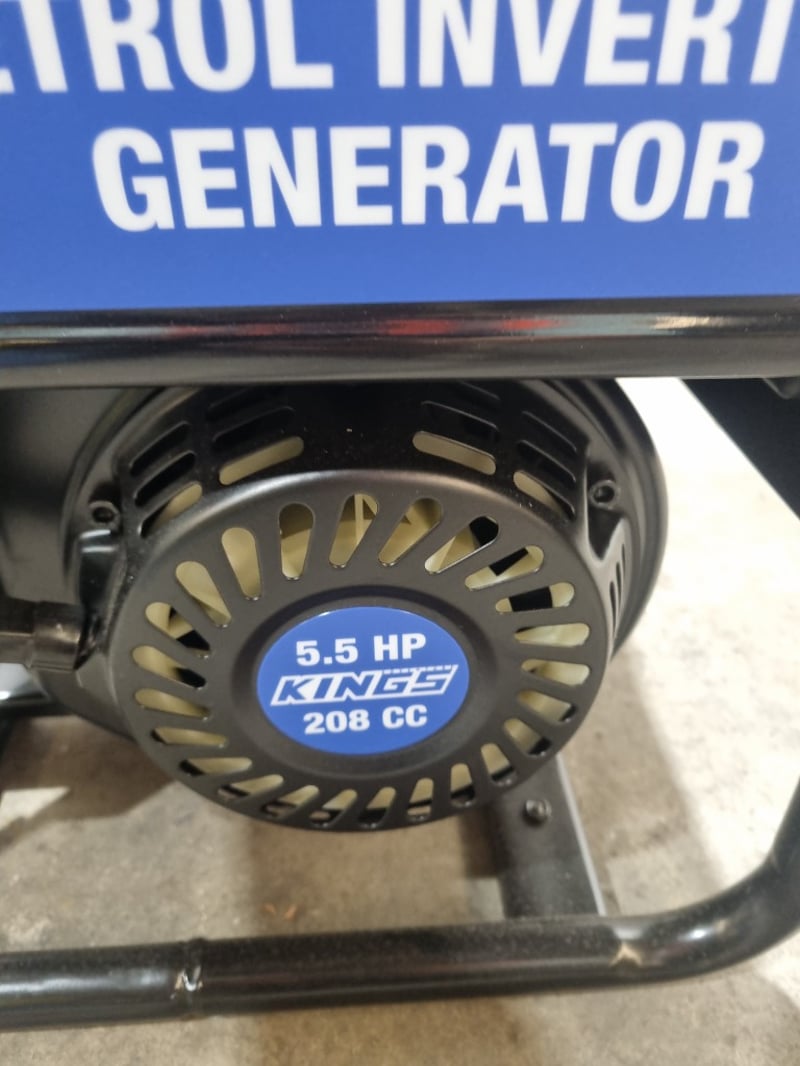 ETROL INVERT
GENERATOR
5.5 HP
KINGS
208 CC